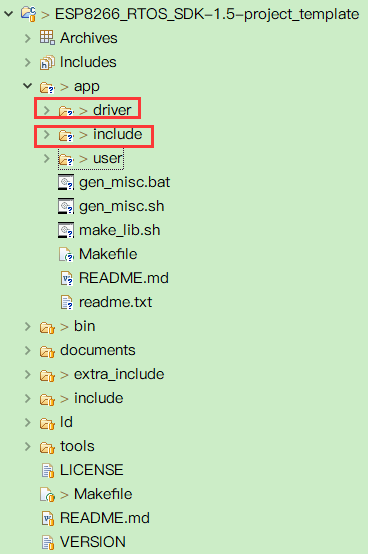 > ESP8266_RTOS_SDK-1.5-project_template
Archives
Includes
> app
> driver
> include
> user
gen_misc.bat
gen_misc.sh
make_lib.sh
Makefile
README.md
readme.txt
> bin
documents
> extra_include
> include
ld
tools
LICENSE
> Makefile
README.md
VERSION